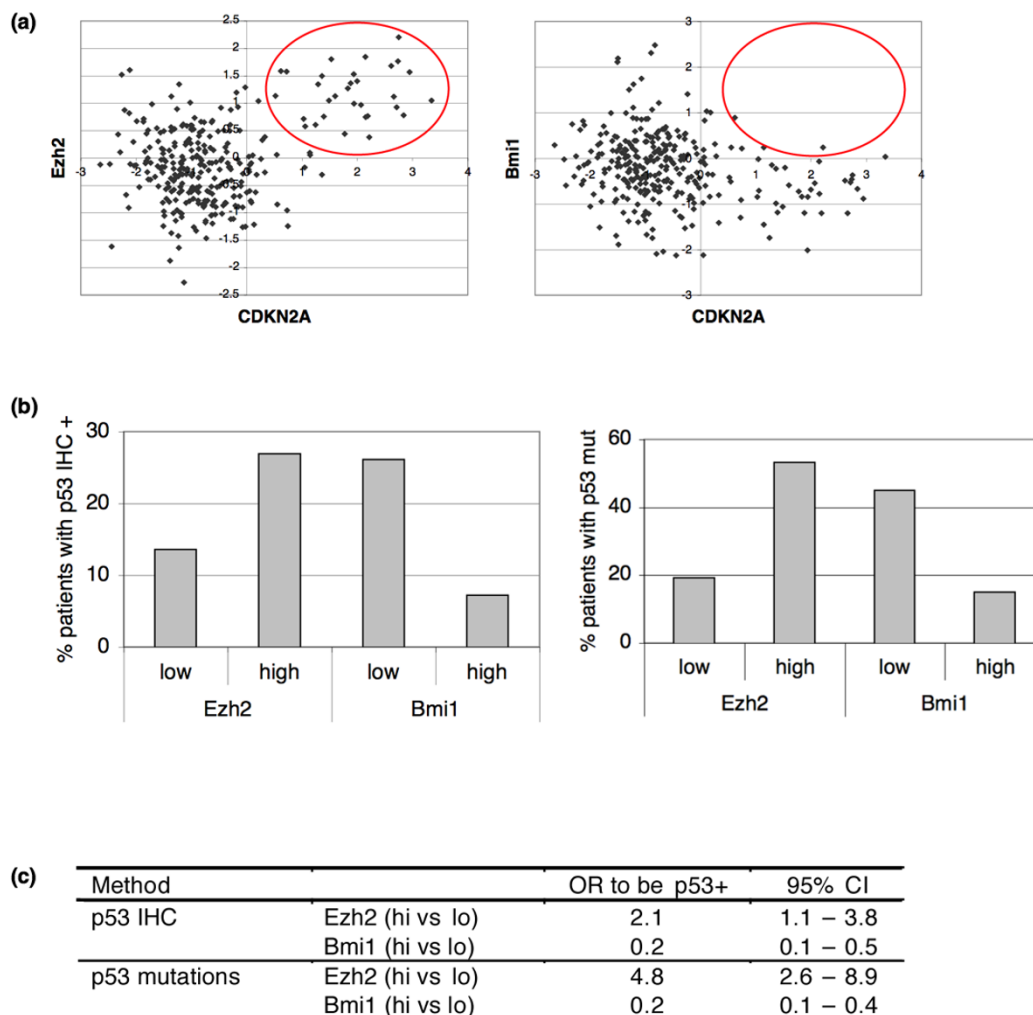 (a)
2.5
2
1.5
1
0.5
0
-0.5
-1
-1.5
-2
-2.5
-3
-2
-1
0
1
2
3
4
Ezh2
CDKN2A
3
2
1
0
-1
-2
-3
-3
-2
-1
0
1
2
3
4
Bmi1
CDKN2A
(b)
% patients with p53 IHC +
30
20
10
0
low high low high
Ezh2 Bmi1
% patients with p53 mut
60
40
20
0
low high low high
Ezh2 Bmi1
(c)
Method OR to be p53+ 95% CI
p53 IHC Ezh2 (hi vs lo) 2.1 1.1 – 3.8
Bmi1 (hi vs lo) 0.2 0.1 – 0.5
p53 mutations Ezh2 (hi vs lo) 4.8 2.6 – 8.9
Bmi1 (hi vs lo) 0.2 0.1 – 0.4